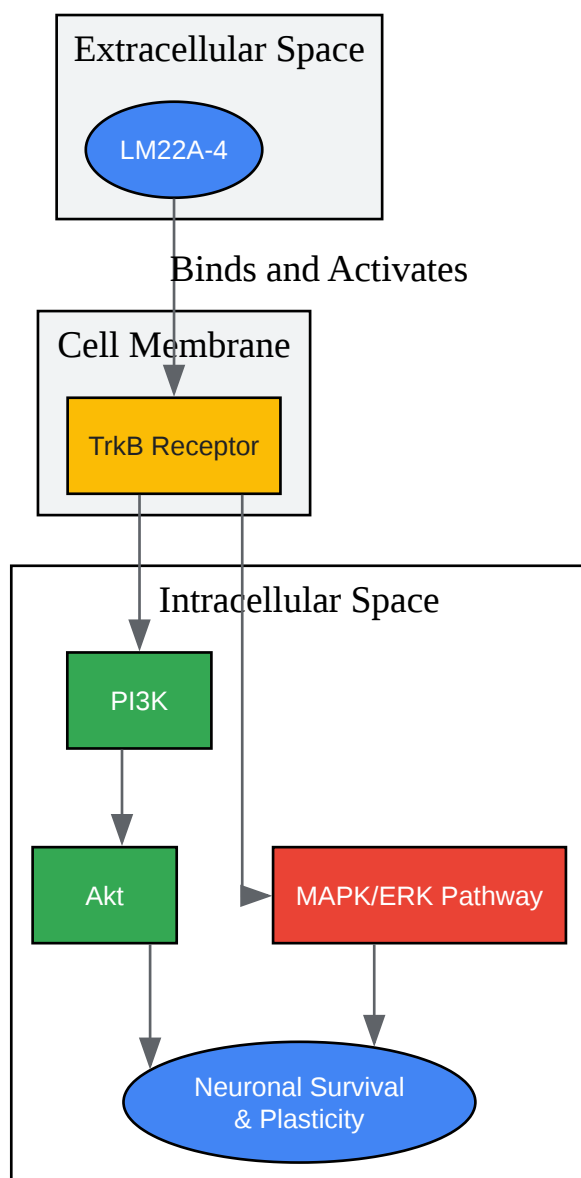 Extracellular Space
LM22A-4
Binds and Activates
Cell Membrane
TrkB Receptor
Intracellular Space
PI3K
Akt
MAPK/ERK Pathway
Neuronal Survival
& Plasticity